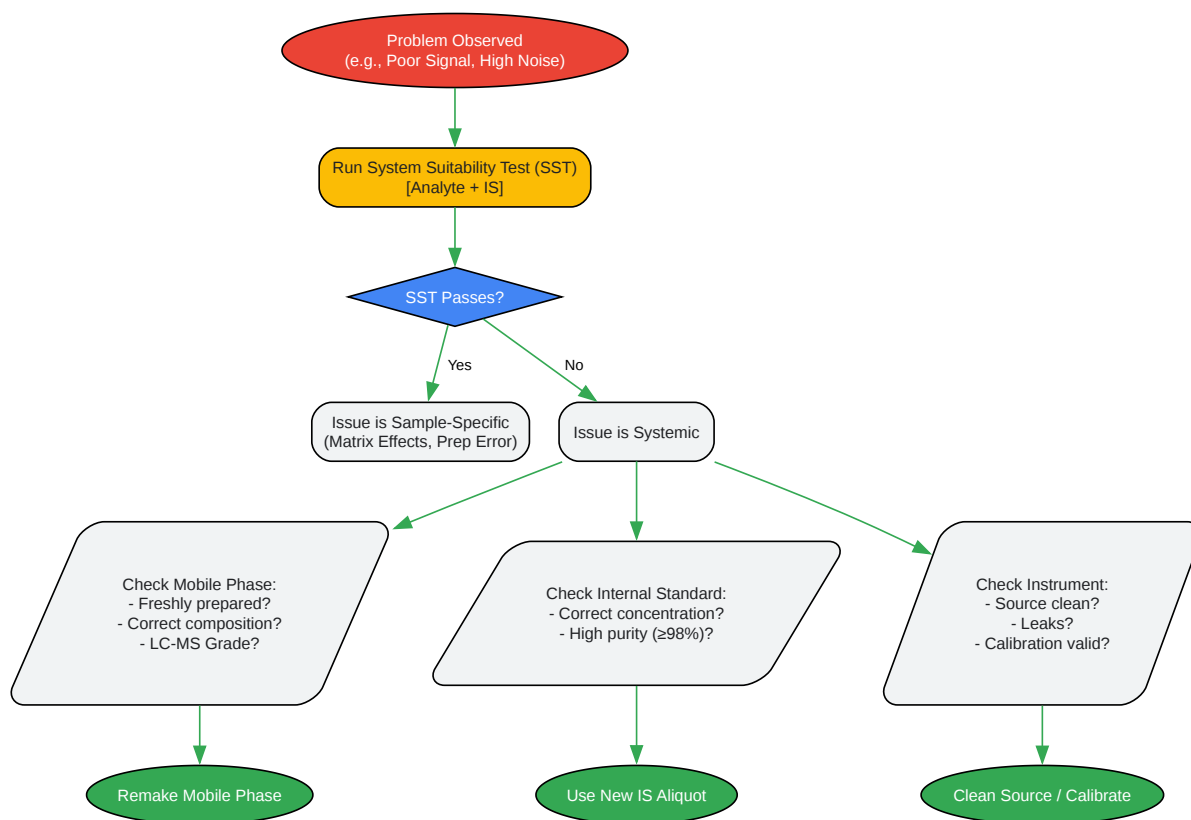 Problem Observed
(e.g., Poor Signal, High Noise)
Run System Suitability Test (SST)
[Analyte + IS]
SST Passes?
Yes
No
Issue is Sample-Specific
(Matrix Effects, Prep Error)
Issue is Systemic
Check Mobile Phase:
- Freshly prepared?
- Correct composition?
- LC-MS Grade?
Check Internal Standard:
- Correct concentration?
- High purity (≥98%)?
Check Instrument:
- Source clean?
- Leaks?
- Calibration valid?
Remake Mobile Phase
Use New IS Aliquot
Clean Source / Calibrate